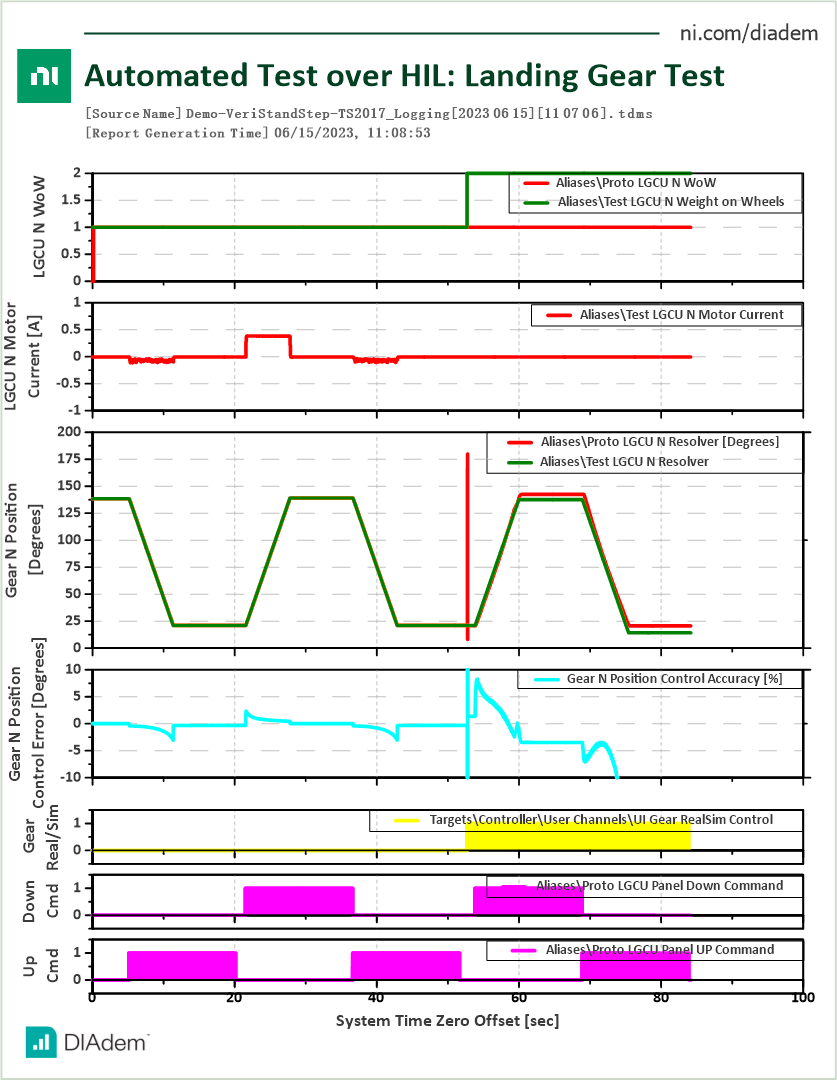 ni.com/diadem
ni
Automated Test over HIL: Landing Gear Test
[Source Name] Demo-VeriStandStep-TS2017_Logging[2023 06 15][11 07 06].tdms
[Report Generation Time] 06/15/2023, 11:08:53
LGCU N WoW
2
1.5
1
0.5
0
Aliases\Proto LGCU N WoW
Aliases\Test LGCU N Weight on Wheels
LGCU N Motor
Current [A]
1
0.5
0
-0.5
-1
Aliases\Test LGCU N Motor Current
Gear N Position
[Degrees]
200
175
150
125
100
75
50
25
0
Aliases\Proto LGCU N Resolver [Degrees]
Aliases\Test LGCU N Resolver
Gear N Position
Control Error [Degrees]
10
5
0
-5
-10
Gear N Position Control Accuracy [%]
Gear
Real/Sim
1
0
Targets\Controller\User Channels\UI Gear RealSim Control
Down
Cmd
1
0
Aliases\Proto LGCU Panel Down Command
Up
Cmd
1
0
Aliases\Proto LGCU Panel UP Command
0 20 40 60 80 100
System Time Zero Offset [sec]
DIAdem™